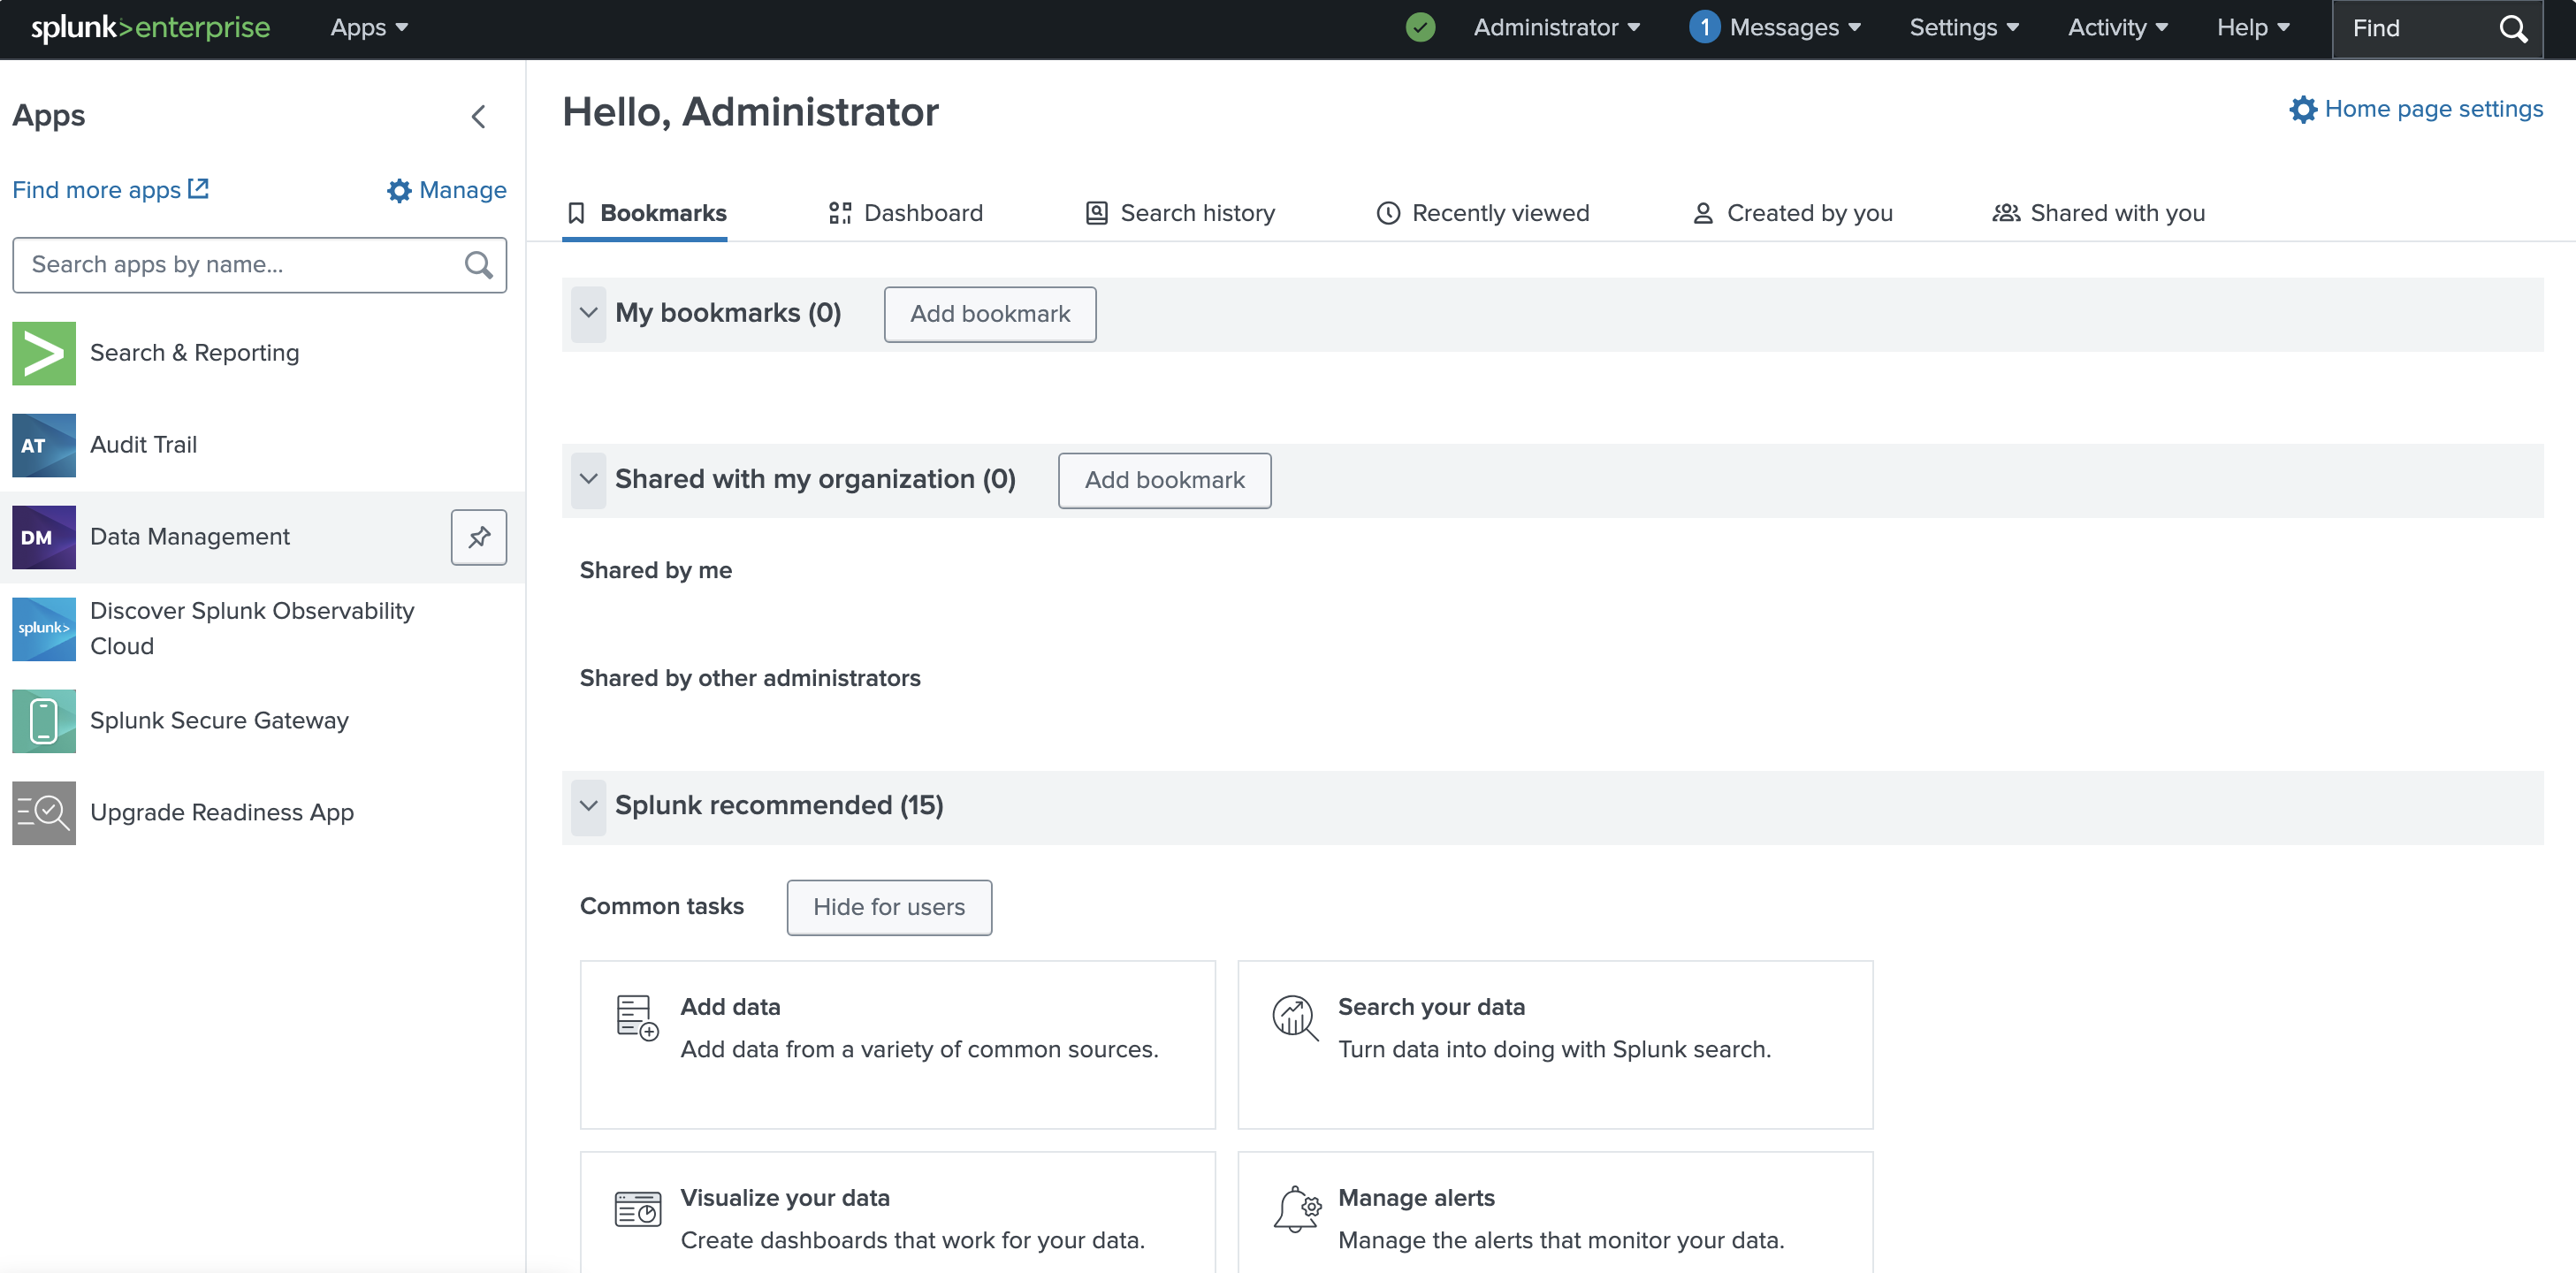 splunk>enterprise Apps Administrator 1 Messages Settings Activity Help Find
Apps
Find more apps Manage
Search apps by name...
Search & Reporting
AT Audit Trail
DM Data Management
splunk> Discover Splunk Observability
Cloud
Splunk Secure Gateway
Upgrade Readiness App
Hello, Administrator
Home page settings
Bookmarks Dashboard Search history Recently viewed Created by you Shared with you
My bookmarks (0) Add bookmark
Shared with my organization (0) Add bookmark
Shared by me
Shared by other administrators
Splunk recommended (15)
Common tasks Hide for users
Add data
Add data from a variety of common sources.
Search your data
Turn data into doing with Splunk search.
Visualize your data
Create dashboards that work for your data.
Manage alerts
Manage the alerts that monitor your data.